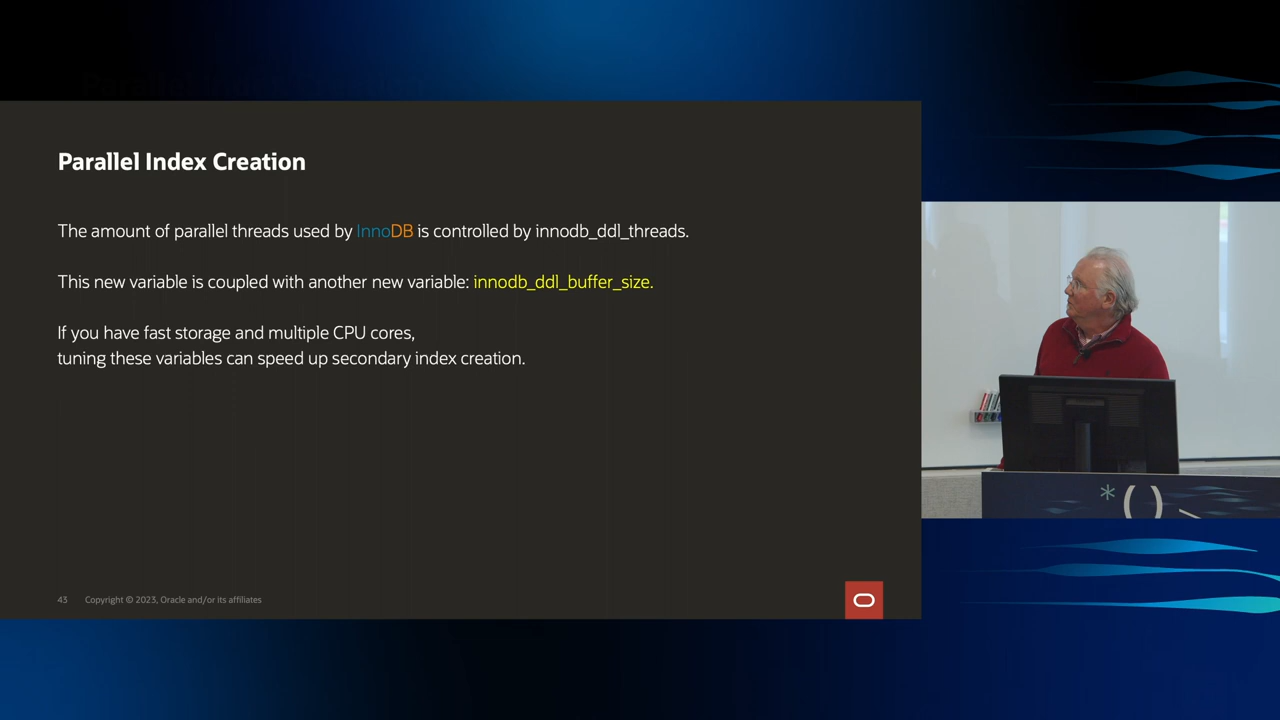 Parallel Index Creation
The amount of parallel threads used by InnoDB is controlled by innodb_ddl_threads.
This new variable is coupled with another new variable: innodb_ddl_buffer_size.
If you have fast storage and multiple CPU cores,
tuning these variables can speed up secondary index creation.
43 Copyright © 2023, Oracle and/or its affiliates
*()~